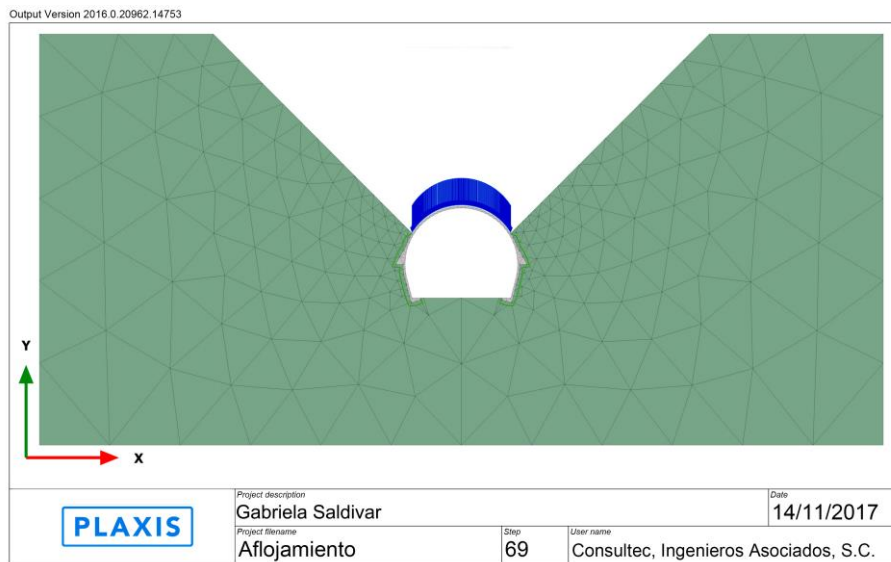 Output Version 2016.0.20962.14753
Y
X
PLAXIS
Project description
Gabriela Saldivar
Date
14/11/2017
Project filename
Aflojamiento
Step
69
User name
Consultec, Ingenieros Asociados, S.C.